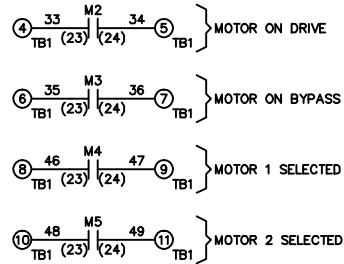 M2
4 33 34 5 MOTOR ON DRIVE
TB1 (23) (24) TB1
M3
6 35 36 7 MOTOR ON BYPASS
TB1 (23) (24) TB1
M4
8 46 47 9 MOTOR 1 SELECTED
TB1 (23) (24) TB1
M5
10 48 49 11 MOTOR 2 SELECTED
TB1 (23) (24) TB1